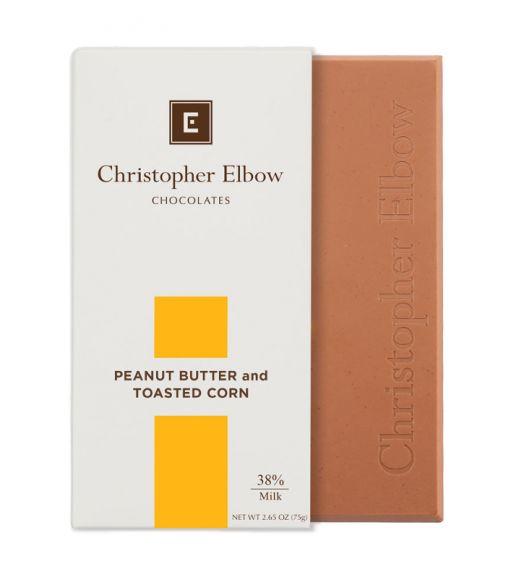 E
Christopher Elbow
CHOCOLATES
PEANUT BUTTER and
TOASTED CORN
38%
Milk
NET WT 2.65 OZ (75g)
Christopher Elbow